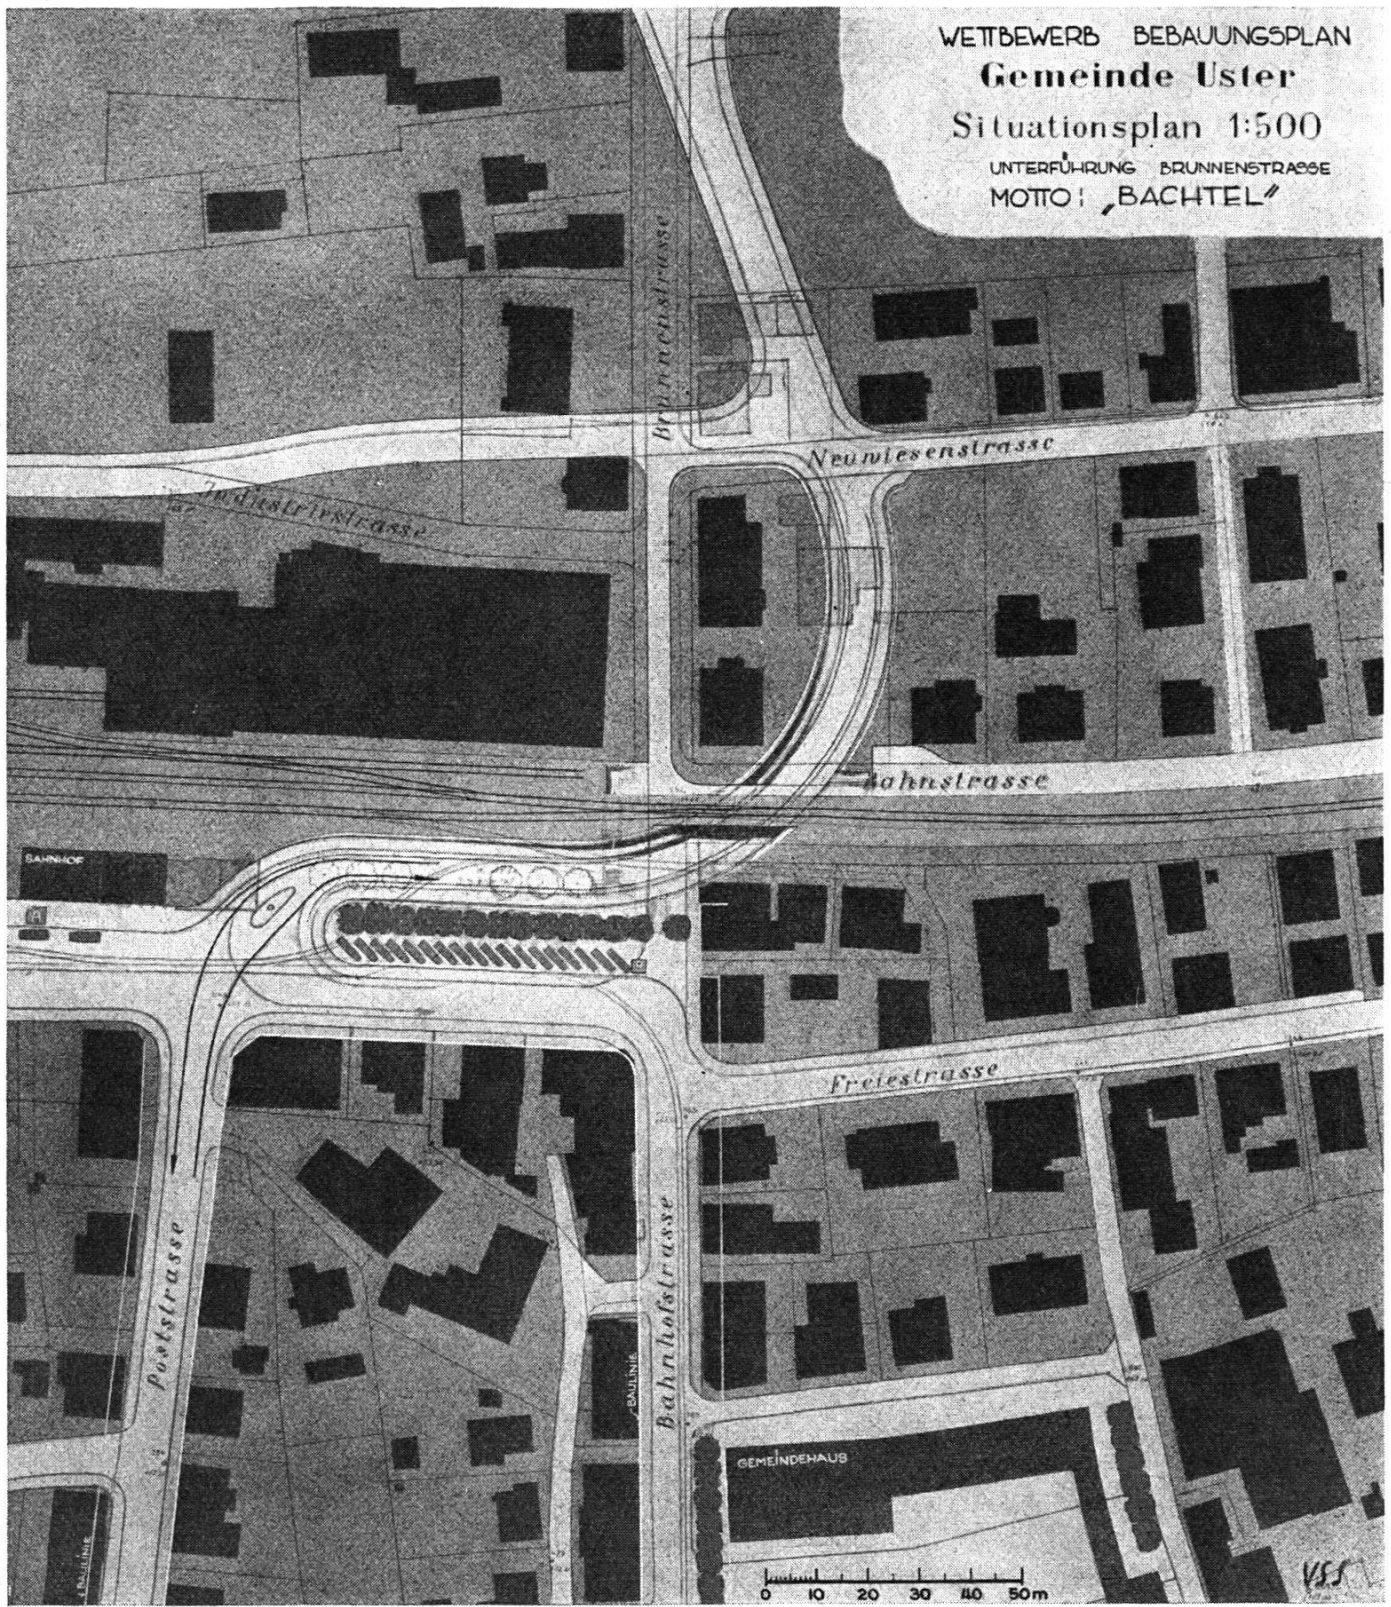 WETTBEWERB BEBAUUNGSPLAN
Gemeinde Uster
Situationsplan 1:500
UNTERFÜHRUNG BRUNNENSTRASSE
MOTTO: „BACHTEL"
Brunnenstrasse
Neuwiesenstrasse
Industriestrasse
Bahnstrasse
BAHNHOF
Freiestrasse
Poststrasse
Bahnhofstrasse
BAULINIE
GEMEINDEHAUS
BAULINIE
0 10 20 30 40 50m
VSS